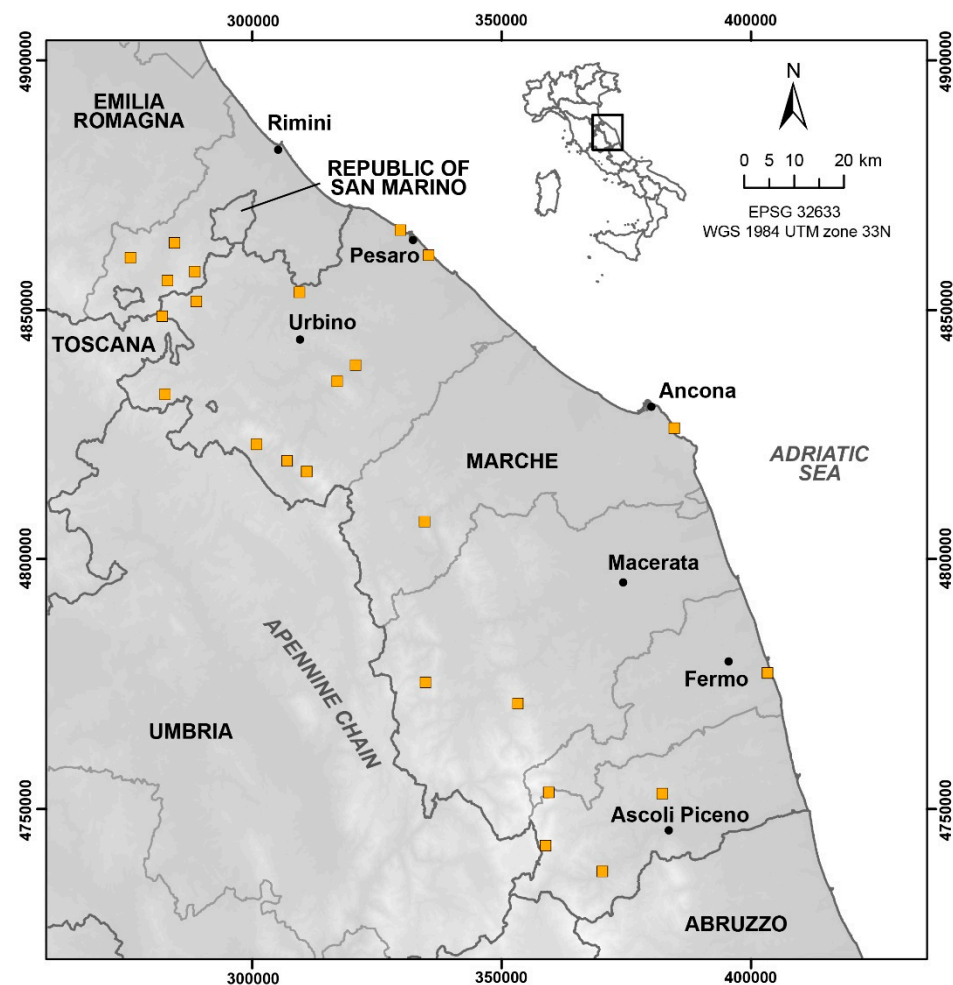 300000
350000
400000
4900000
4900000
EMILIA
ROMAGNA
Rimini
N
REPUBLIC OF
SAN MARINO
0 5 10 20 km
EPSG 32633
WGS 1984 UTM zone 33N
Pesaro
4850000
4850000
Urbino
TOSCANA
Ancona
MARCHE
ADRIATIC
SEA
4800000
4800000
Macerata
APENNINE CHAIN
Fermo
UMBRIA
4750000
4750000
Ascoli Piceno
ABRUZZO
300000
350000
400000